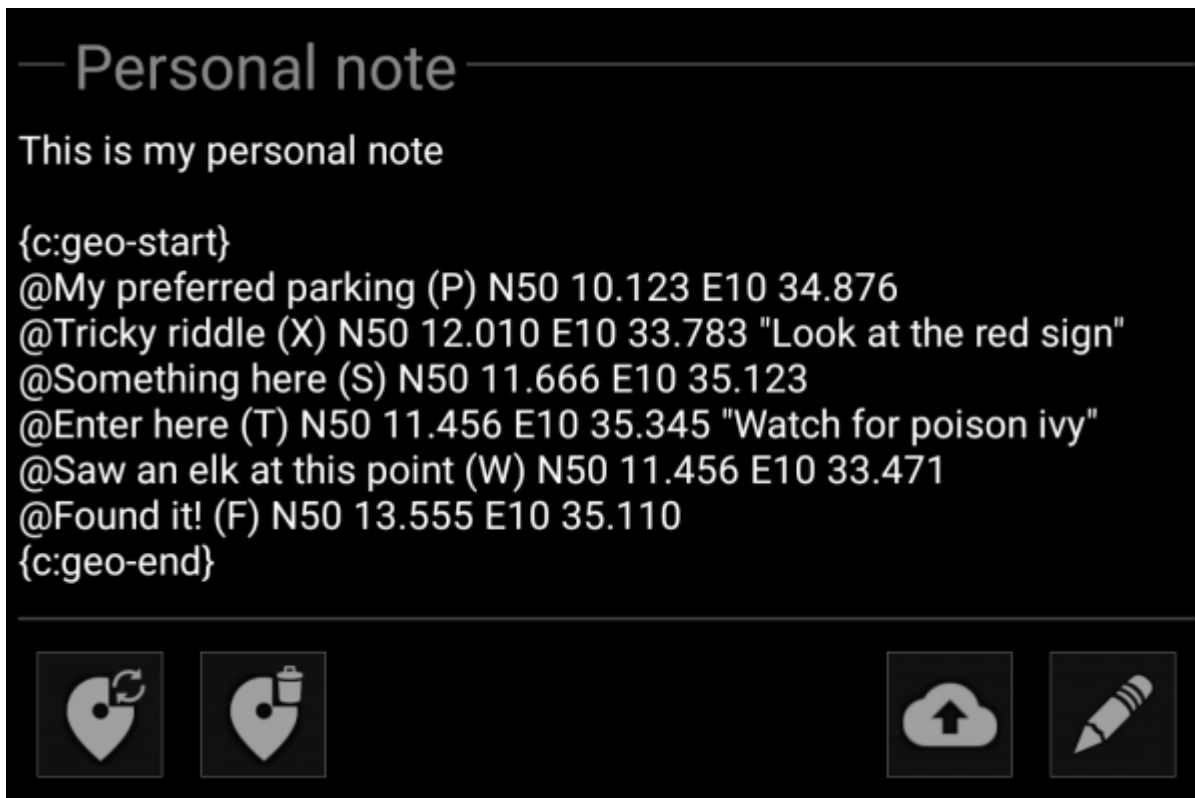 Personal note
This is my personal note
{c:geo-start}
@My preferred parking (P) N50 10.123 E10 34.876
@Tricky riddle (X) N50 12.010 E10 33.783 "Look at the red sign"
@Something here (S) N50 11.666 E10 35.123
@Enter here (T) N50 11.456 E10 35.345 "Watch for poison ivy"
@Saw an elk at this point (W) N50 11.456 E10 33.471
@Found it! (F) N50 13.555 E10 35.110
{c:geo-end}